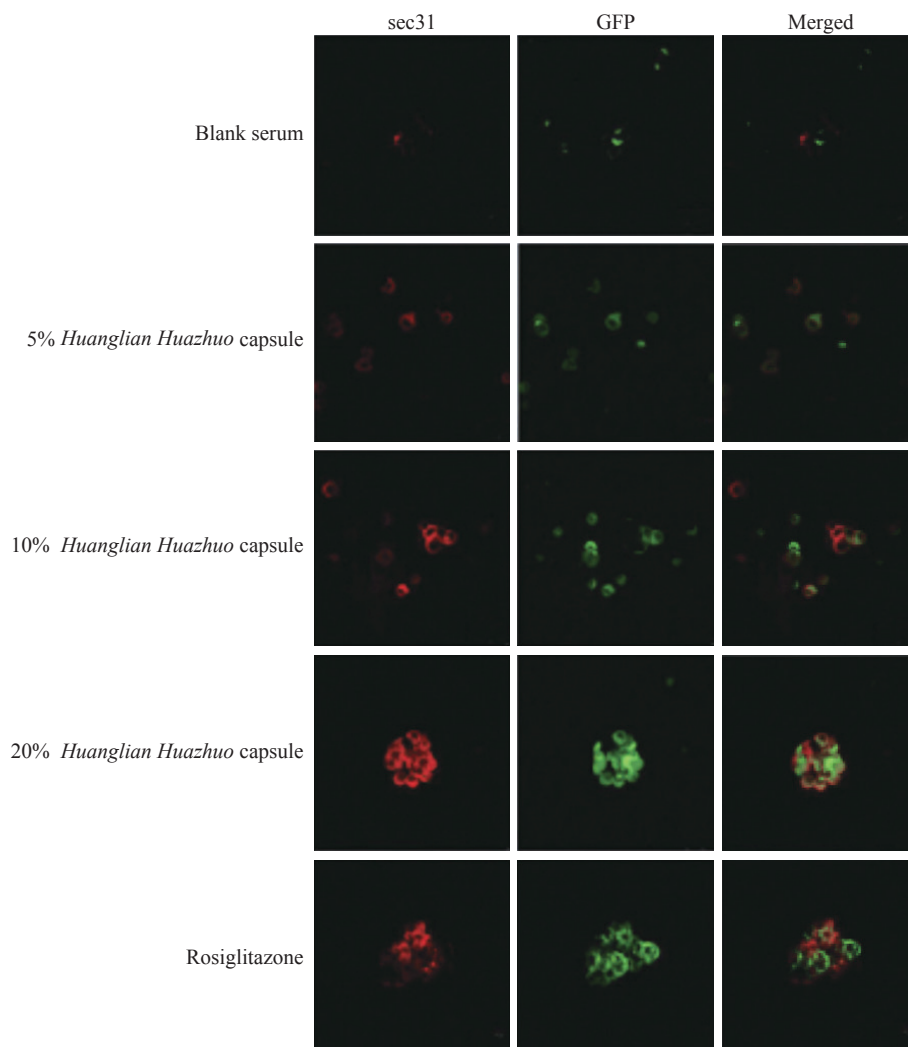 sec31 GFP Merged
Blank serum
5% Huanglian Huazhuo capsule
10% Huanglian Huazhuo capsule
20% Huanglian Huazhuo capsule
Rosiglitazone